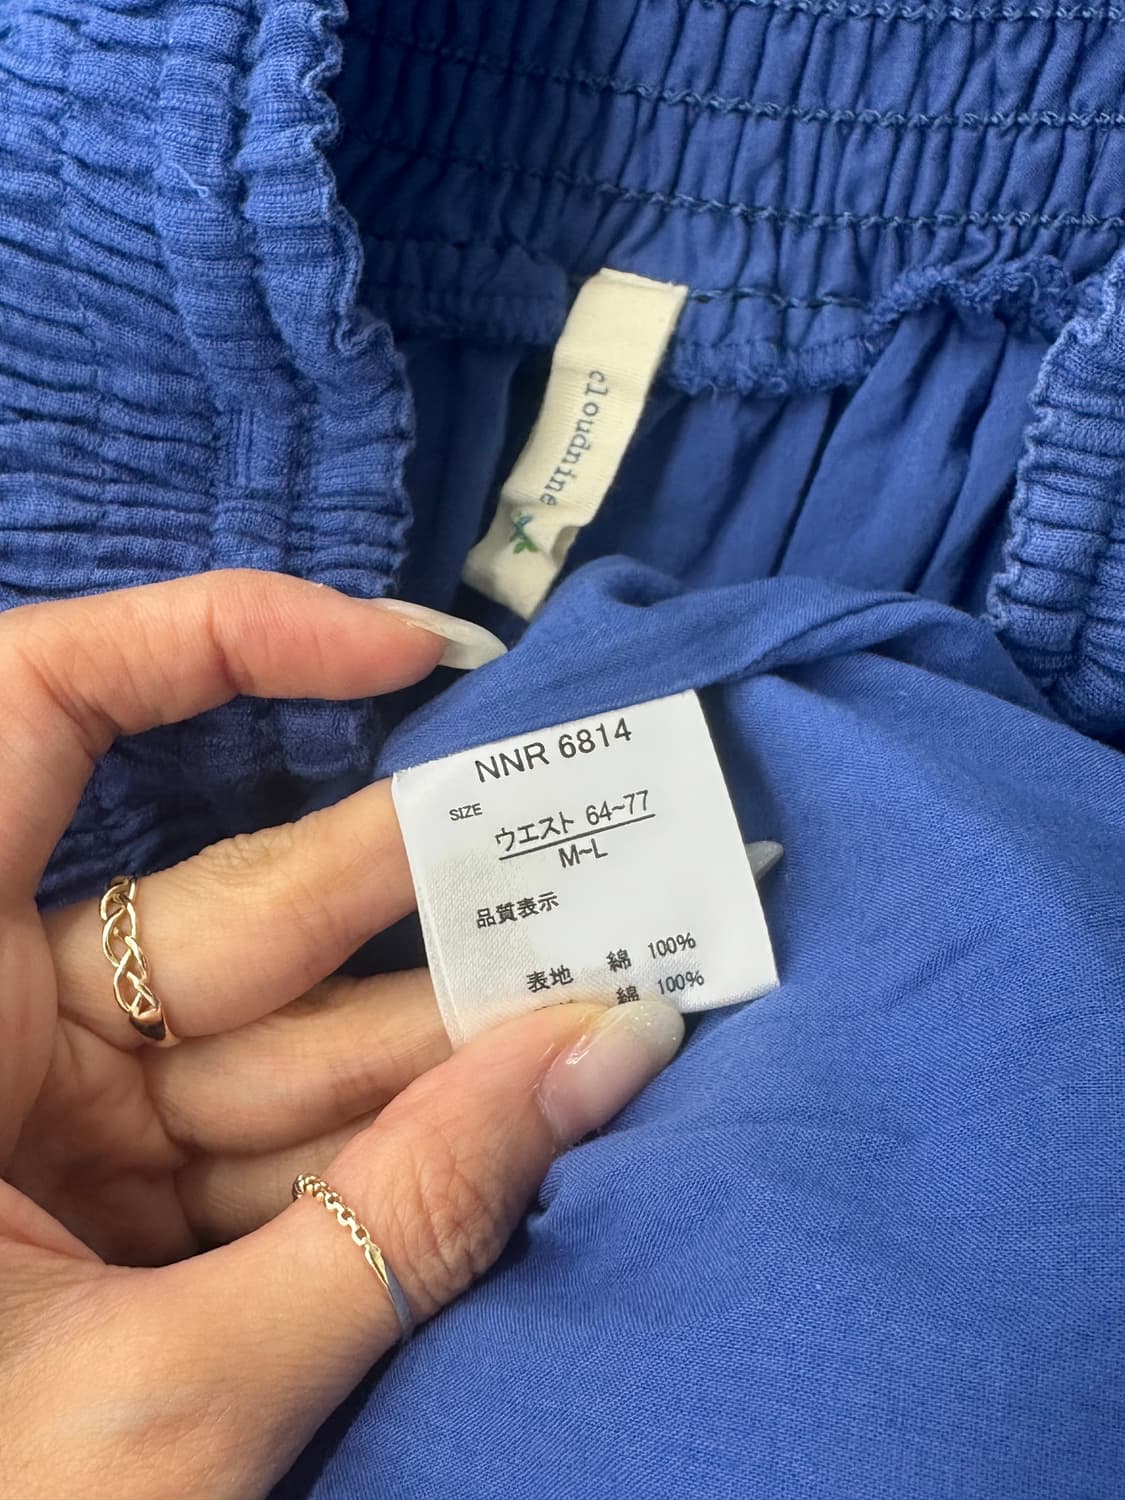 cloudnine
NNR 6814
SIZE
ウエスト 64~77
M~L
品質表示
表地 綿 100%
綿 100%